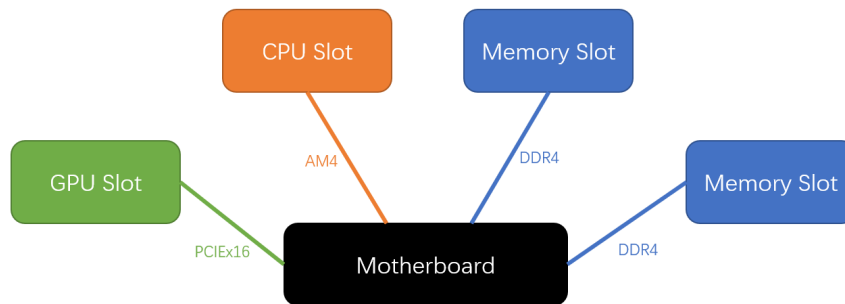 CPU Slot
Memory Slot
AM4
DDR4
GPU Slot
Memory Slot
PCIEx16
DDR4
Motherboard